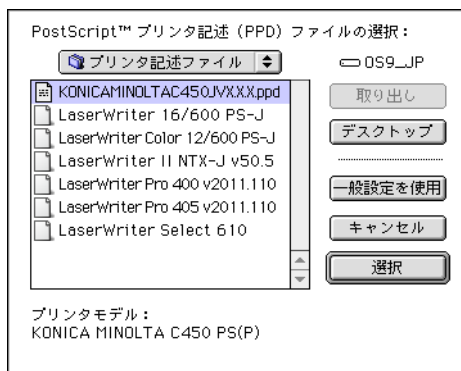 PostScript™ プリンタ記述（PPD）ファイルの選択：
プリンタ記述ファイル
OS9_JP
KONICAMINOLTAC450JVX.X.X.ppd
LaserWriter 16/600 PS-J
LaserWriter Color 12/600 PS-J
LaserWriter II NTX-J v50.5
LaserWriter Pro 400 v2011.110
LaserWriter Pro 405 v2011.110
LaserWriter Select 610
取り出し
デスクトップ
一般設定を使用
キャンセル
選択
プリンタモデル：
KONICA MINOLTA C450 PS(P)